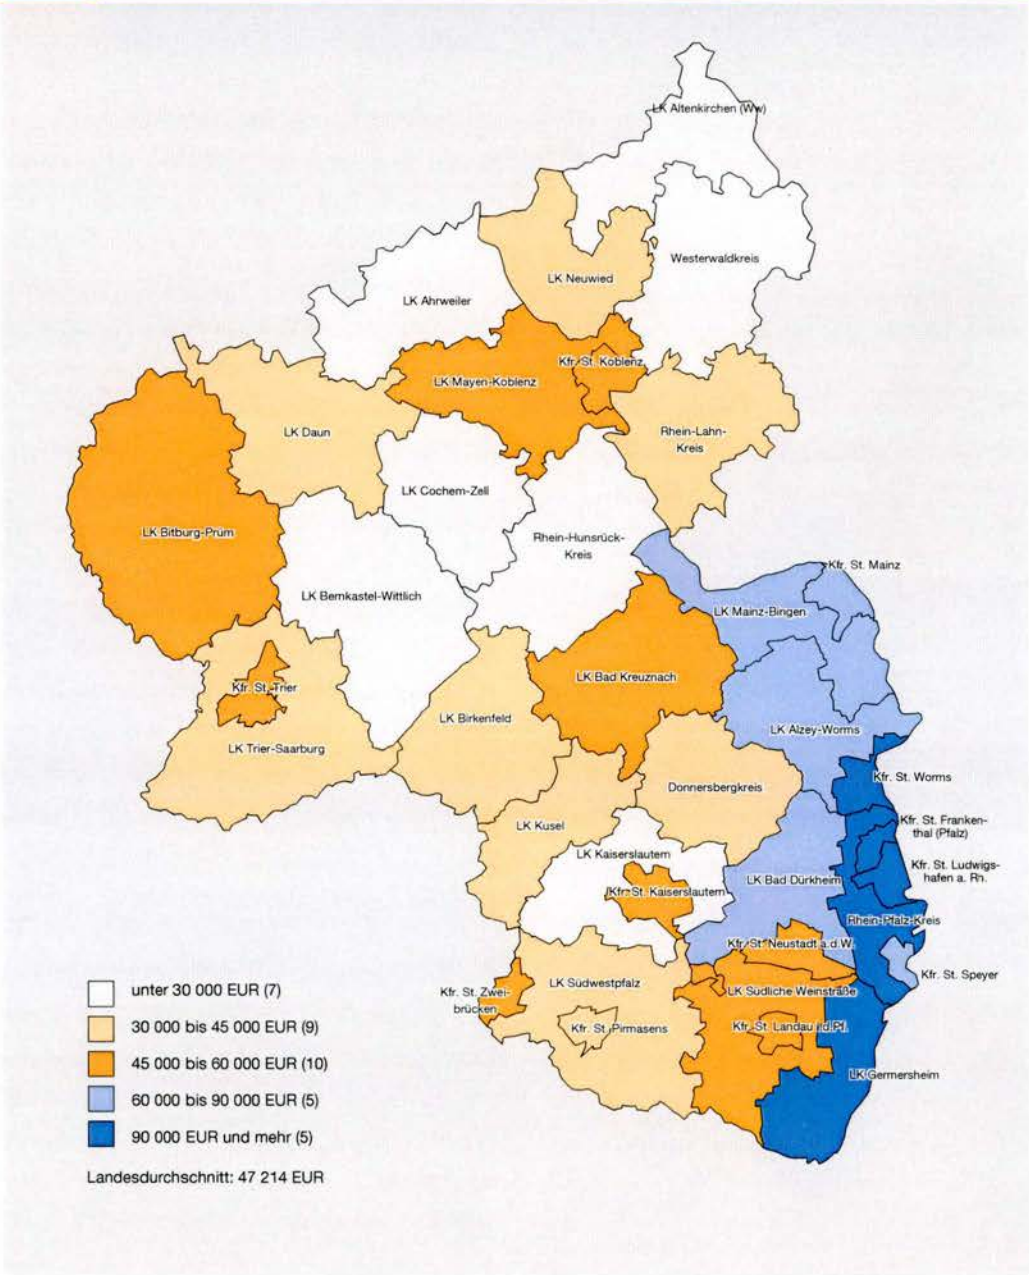 LK Altenkirchen (Ww)
Westerwaldkreis
LK Neuwied
LK Ahrweiler
Kfr. St. Koblenz
LK Mayen-Koblenz
LK Daun
Rhein-Lahn-
Kreis
LK Cochem-Zell
LK Bitburg-Prüm
Rhein-Hunsrück-
Kreis
Kfr. St. Mainz
LK Bernkastel-Wittlich
LK Mainz-Bingen
LK Bad Kreuznach
Kfr. St. Trier
LK Birkenfeld
LK Alzey-Worms
LK Trier-Saarburg
Kfr. St. Worms
Donnersbergkreis
Kfr. St. Franken-
thal (Pfalz)
LK Kusel
LK Kaiserslautern
Kfr. St. Ludwigs-
hafen a. Rh.
LK Bad Dürkheim
Kfr. St. Kaiserslautern
Rhein-Pfalz-Kreis
Kfr. St. Neustadt a.d.W.
Kfr. St. Speyer
LK Südwestpfalz
Kfr. St. Zwei-
brücken
LK Südliche Weinstraße
Kfr. St. Pirmasens
Kfr. St. Landau i.d.Pf.
LK Germersheim
unter 30 000 EUR (7)
30 000 bis 45 000 EUR (9)
45 000 bis 60 000 EUR (10)
60 000 bis 90 000 EUR (5)
90 000 EUR und mehr (5)
Landesdurchschnitt: 47 214 EUR